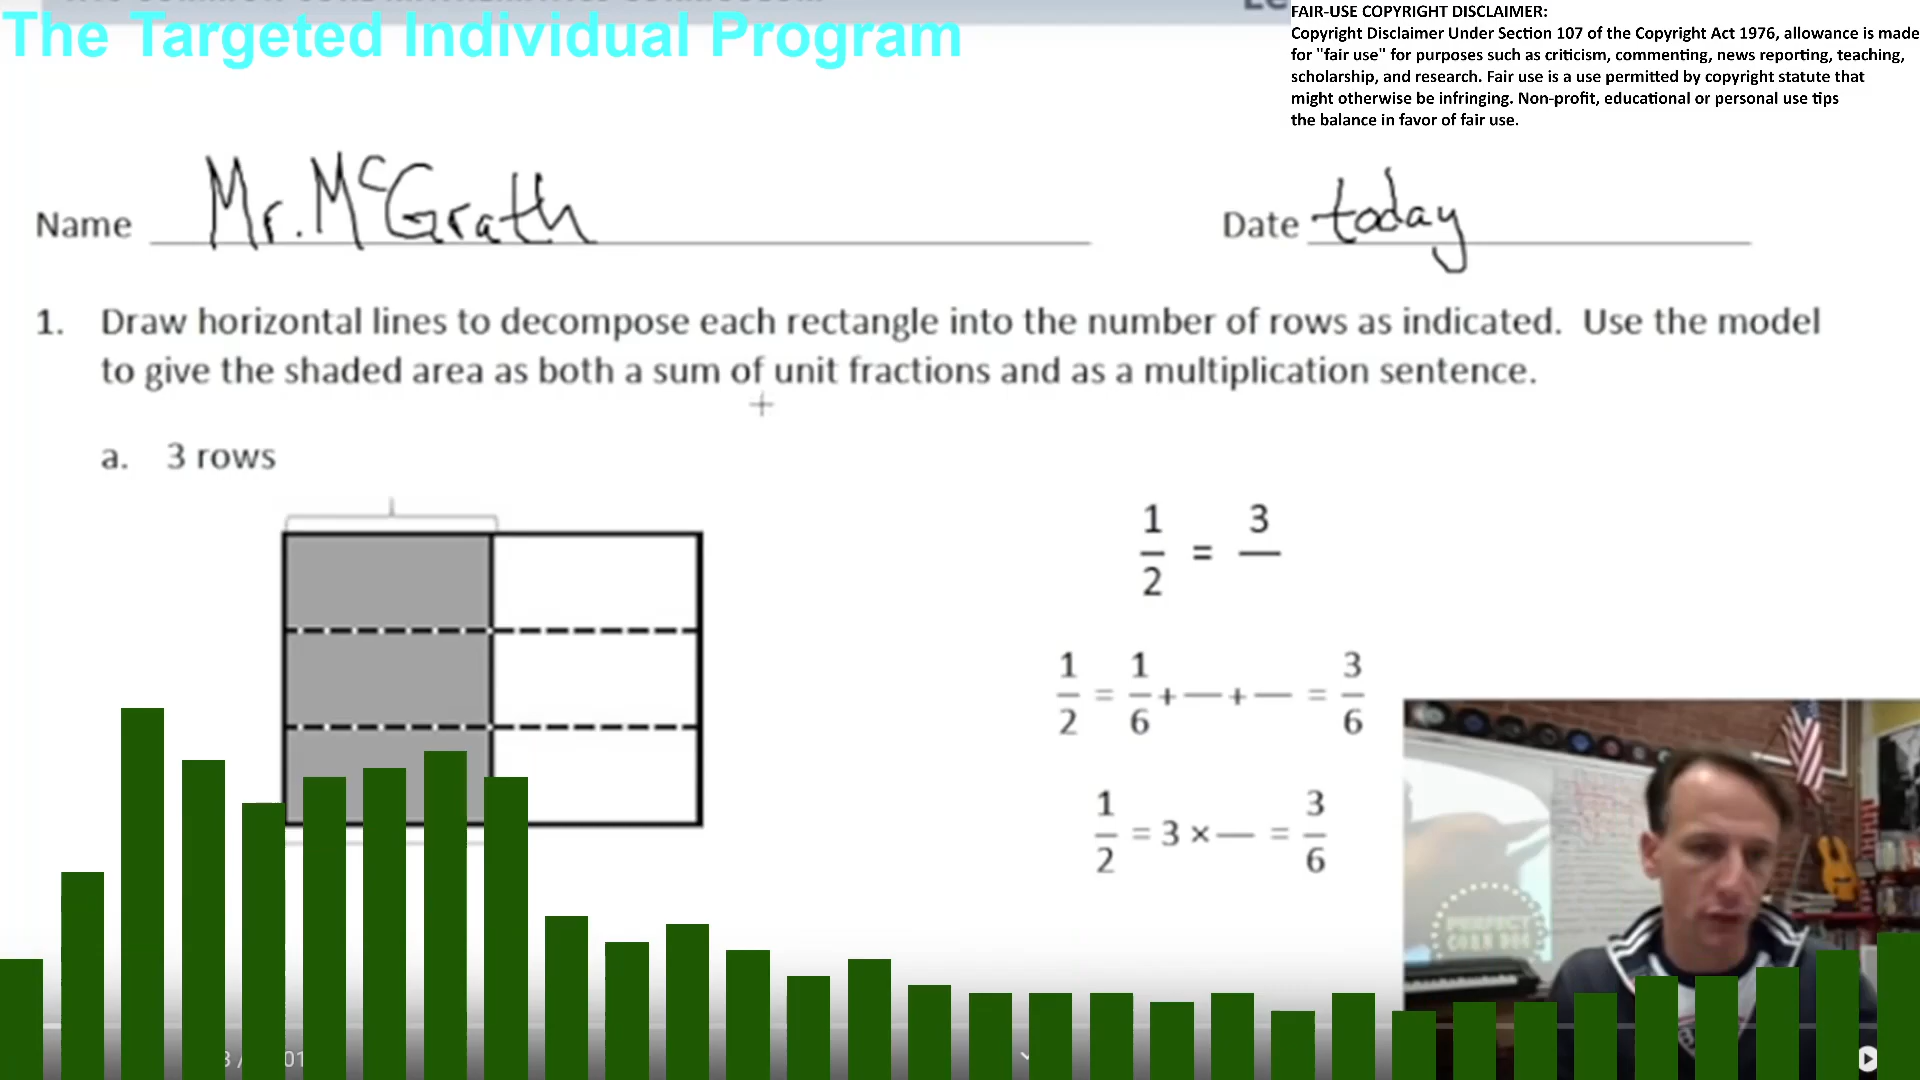 The Targeted Individual Program
FAIR-USE COPYRIGHT DISCLAIMER:
Copyright Disclaimer Under Section 107 of the Copyright Act 1976, allowance is made
for "fair use" for purposes such as criticism, commenting, news reporting, teaching,
scholarship, and research. Fair use is a use permitted by copyright statute that
might otherwise be infringing. Non-profit, educational or personal use tips
the balance in favor of fair use.
Name Mr. McGrath
Date today
1. Draw horizontal lines to decompose each rectangle into the number of rows as indicated. Use the model
to give the shaded area as both a sum of unit fractions and as a multiplication sentence.
a. 3 rows
1/2 = 3/
1/2 = 1/6 + — + — = 3/6
1/2 = 3 × — = 3/6
PERFECT
CORN DOG